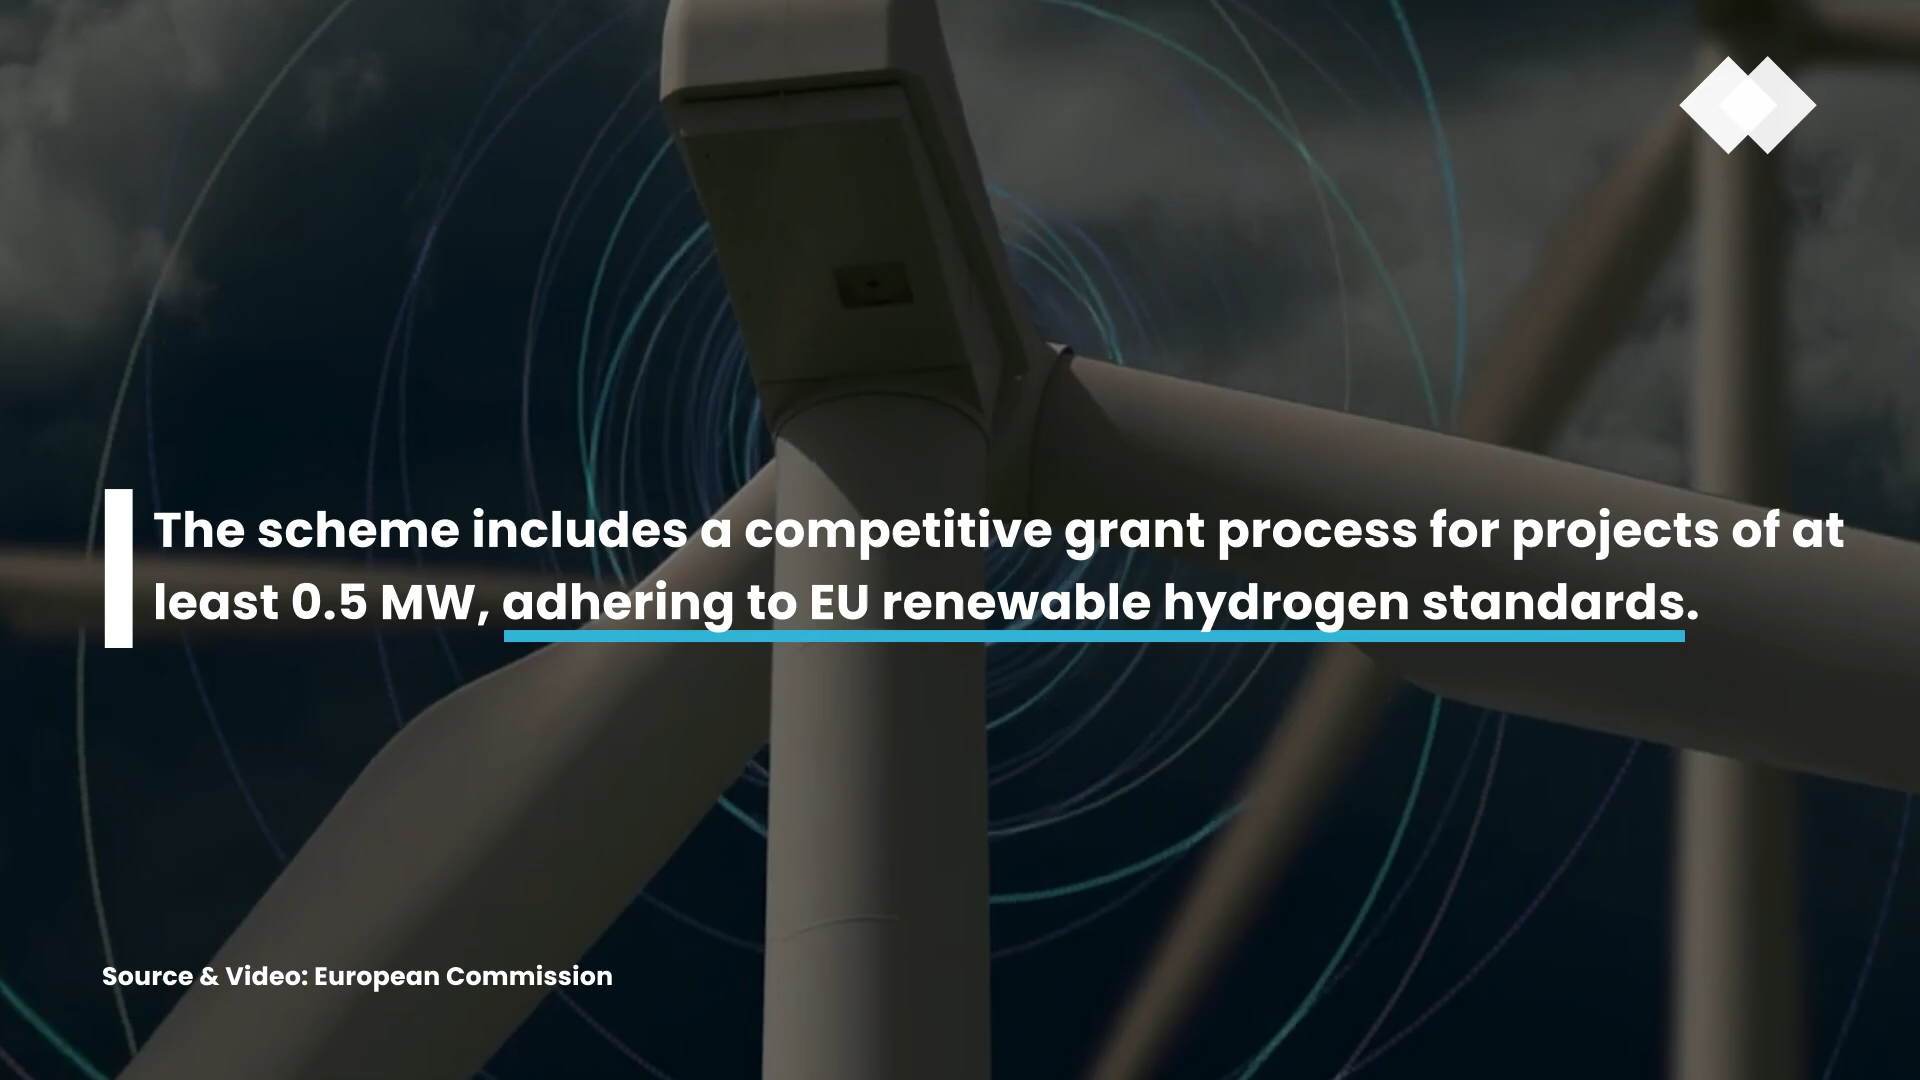 The scheme includes a competitive grant process for projects of at
least 0.5 MW, adhering to EU renewable hydrogen standards.
Source & Video: European Commission